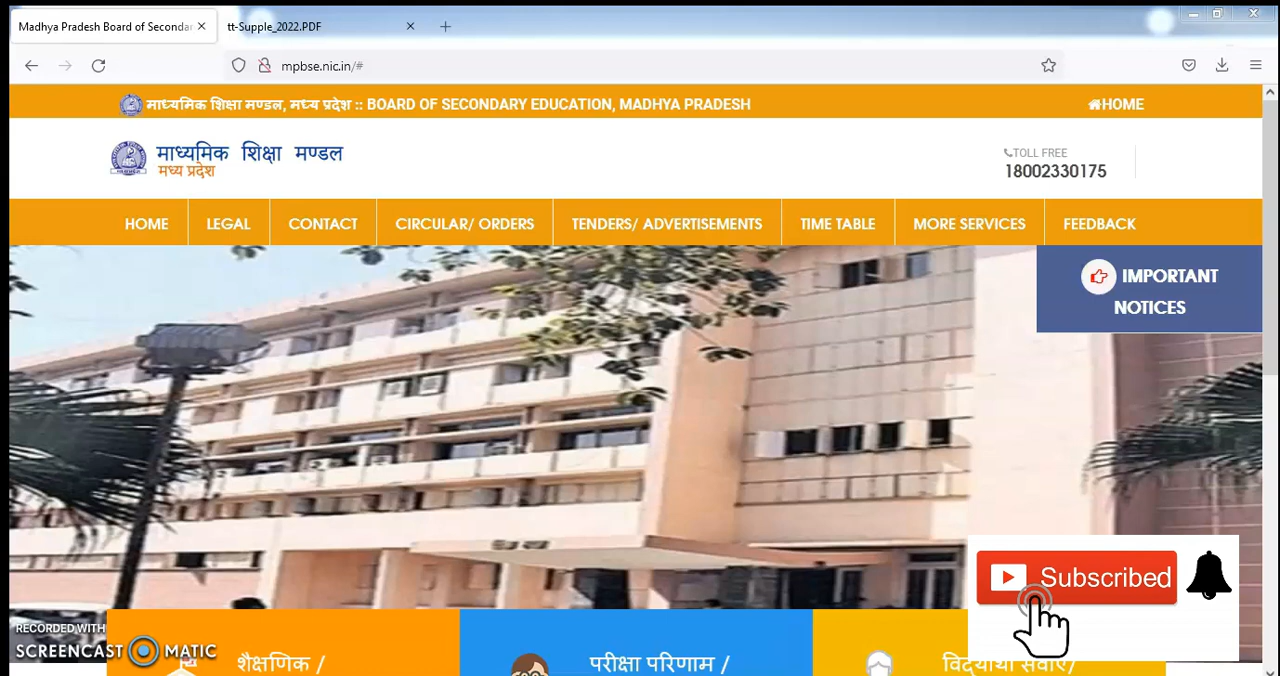 Madhya Pradesh Board of Seconda
tt-Supple_2022.PDF
mpbse.nic.in/#
माध्यमिक शिक्षा मण्डल, मध्य प्रदेश :: BOARD OF SECONDARY EDUCATION, MADHYA PRADESH
HOME
माध्यमिक शिक्षा मण्डल
मध्य प्रदेश
TOLL FREE
18002330175
HOME LEGAL CONTACT CIRCULAR/ ORDERS TENDERS/ ADVERTISEMENTS TIME TABLE MORE SERVICES FEEDBACK
IMPORTANT
NOTICES
Subscribed
RECORDED WITH
SCREENCAST MATIC
शैक्षणिक / परीक्षा परिणाम / विद्यार्थी सेवाएं/